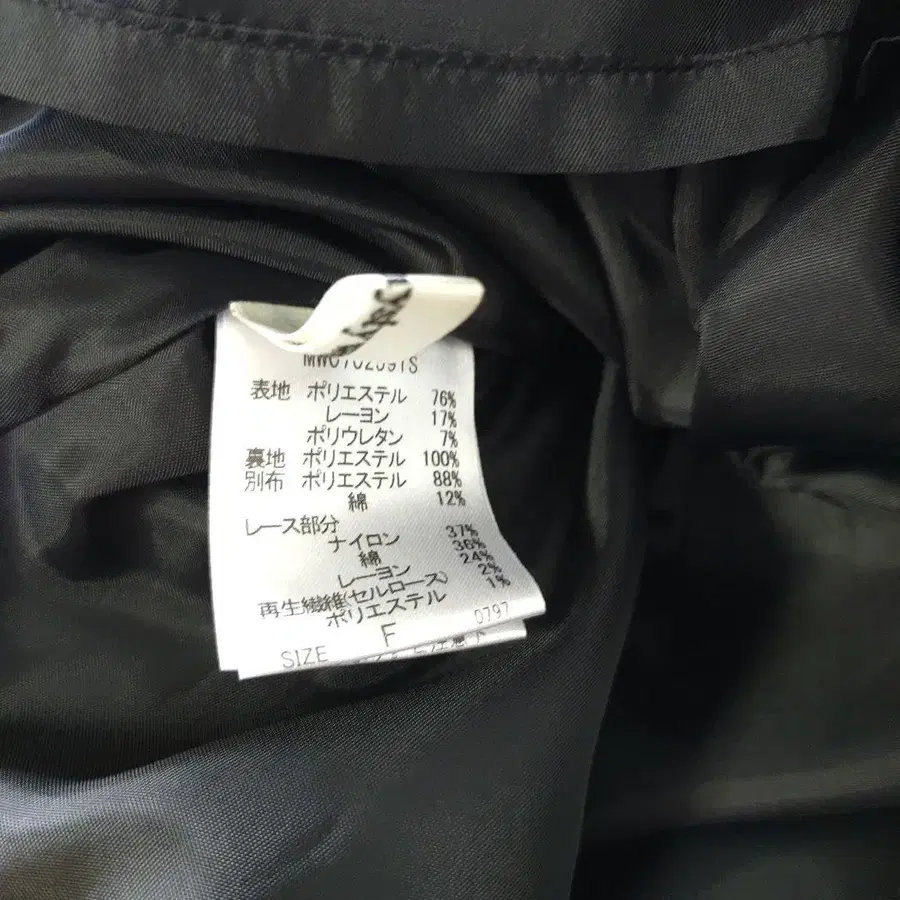 表地 ポリエステル 76%
レーヨン 17%
ポリウレタン 7%
裏地 ポリエステル 100%
別布 ポリエステル 88%
綿 12%
レース部分
ナイロン 37%
綿 36%
レーヨン 24%
再生繊維(セルロース) 2%
ポリエステル 1%
0797
SIZE F